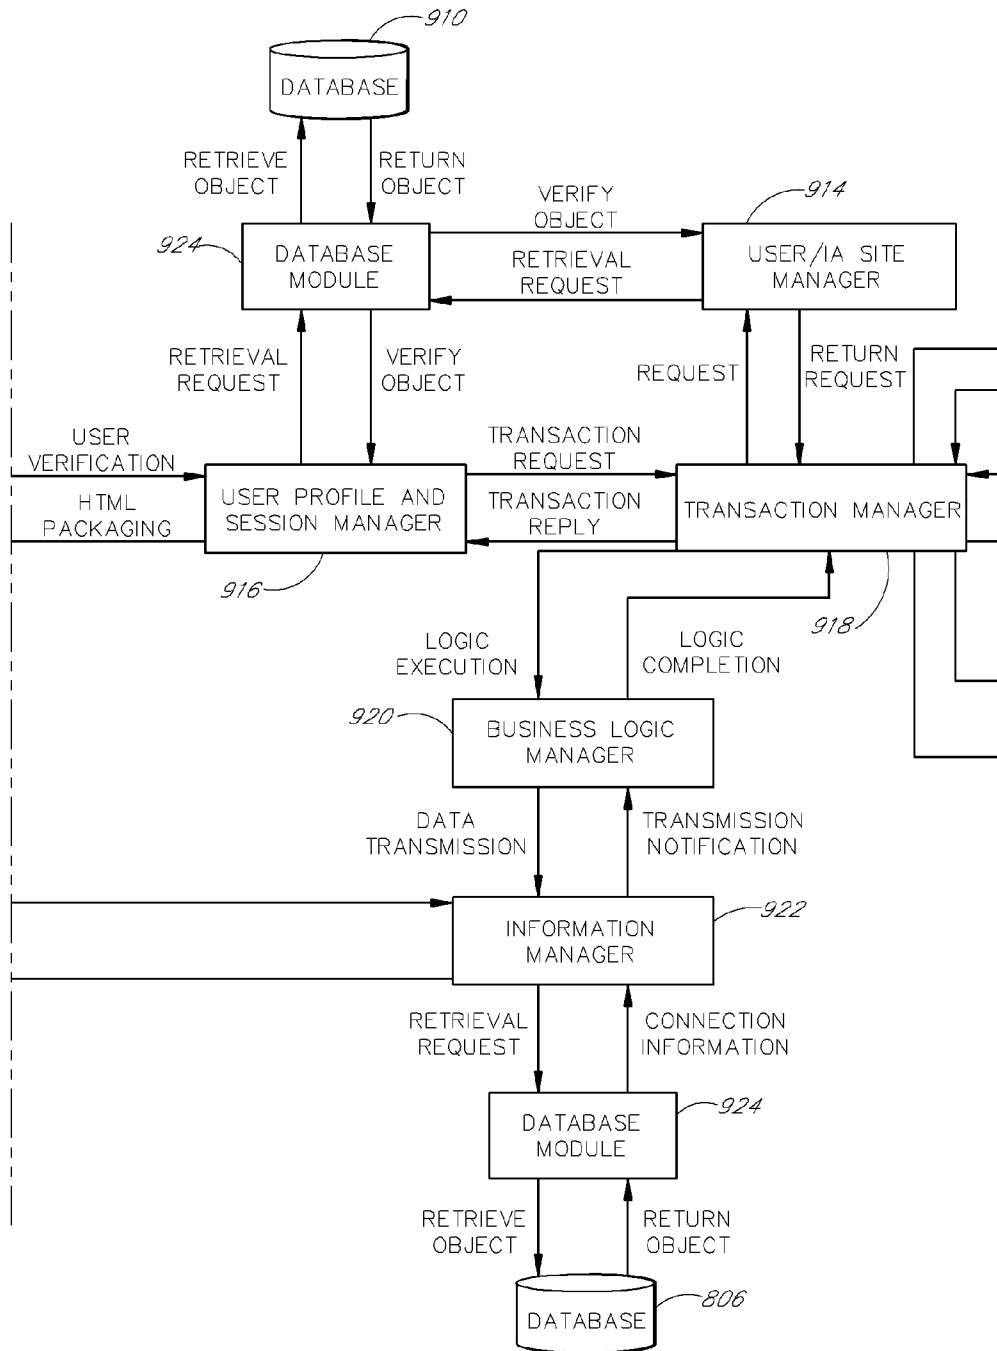 910
DATABASE
RETRIEVE
OBJECT
RETURN
OBJECT
924
DATABASE
MODULE
VERIFY
OBJECT
RETRIEVAL
REQUEST
914
USER/IA SITE
MANAGER
RETRIEVAL
REQUEST
VERIFY
OBJECT
REQUEST
RETURN
REQUEST
USER
VERIFICATION
HTML
PACKAGING
USER PROFILE AND
SESSION MANAGER
916
TRANSACTION
REQUEST
TRANSACTION
REPLY
TRANSACTION MANAGER
918
LOGIC
EXECUTION
LOGIC
COMPLETION
920
BUSINESS LOGIC
MANAGER
DATA
TRANSMISSION
TRANSMISSION
NOTIFICATION
INFORMATION
MANAGER
922
RETRIEVAL
REQUEST
CONNECTION
INFORMATION
DATABASE
MODULE
924
RETRIEVE
OBJECT
RETURN
OBJECT
DATABASE
806